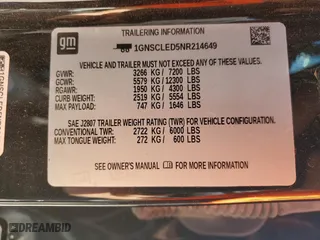 TRAILERING INFORMATION
gm
1GNSCLED5NR214649
VEHICLE AND TRAILER MUST NOT EXCEED ANY OF THESE WEIGHTS.
GVWR: 3266 KG / 7200 LBS
GCWR: 5579 KG / 12300 LBS
RGAWR: 1950 KG / 4300 LBS
CURB WEIGHT: 2519 KG / 5554 LBS
MAX PAYLOAD: 747 KG / 1646 LBS
SAE J2807 TRAILER WEIGHT RATING (TWR) FOR VEHICLE CONFIGURATION.
CONVENTIONAL TWR: 2722 KG / 6000 LBS
MAX TONGUE WEIGHT: 272 KG / 600 LBS
SEE OWNER'S MANUAL FOR MORE INFORMATION
DREAMBID